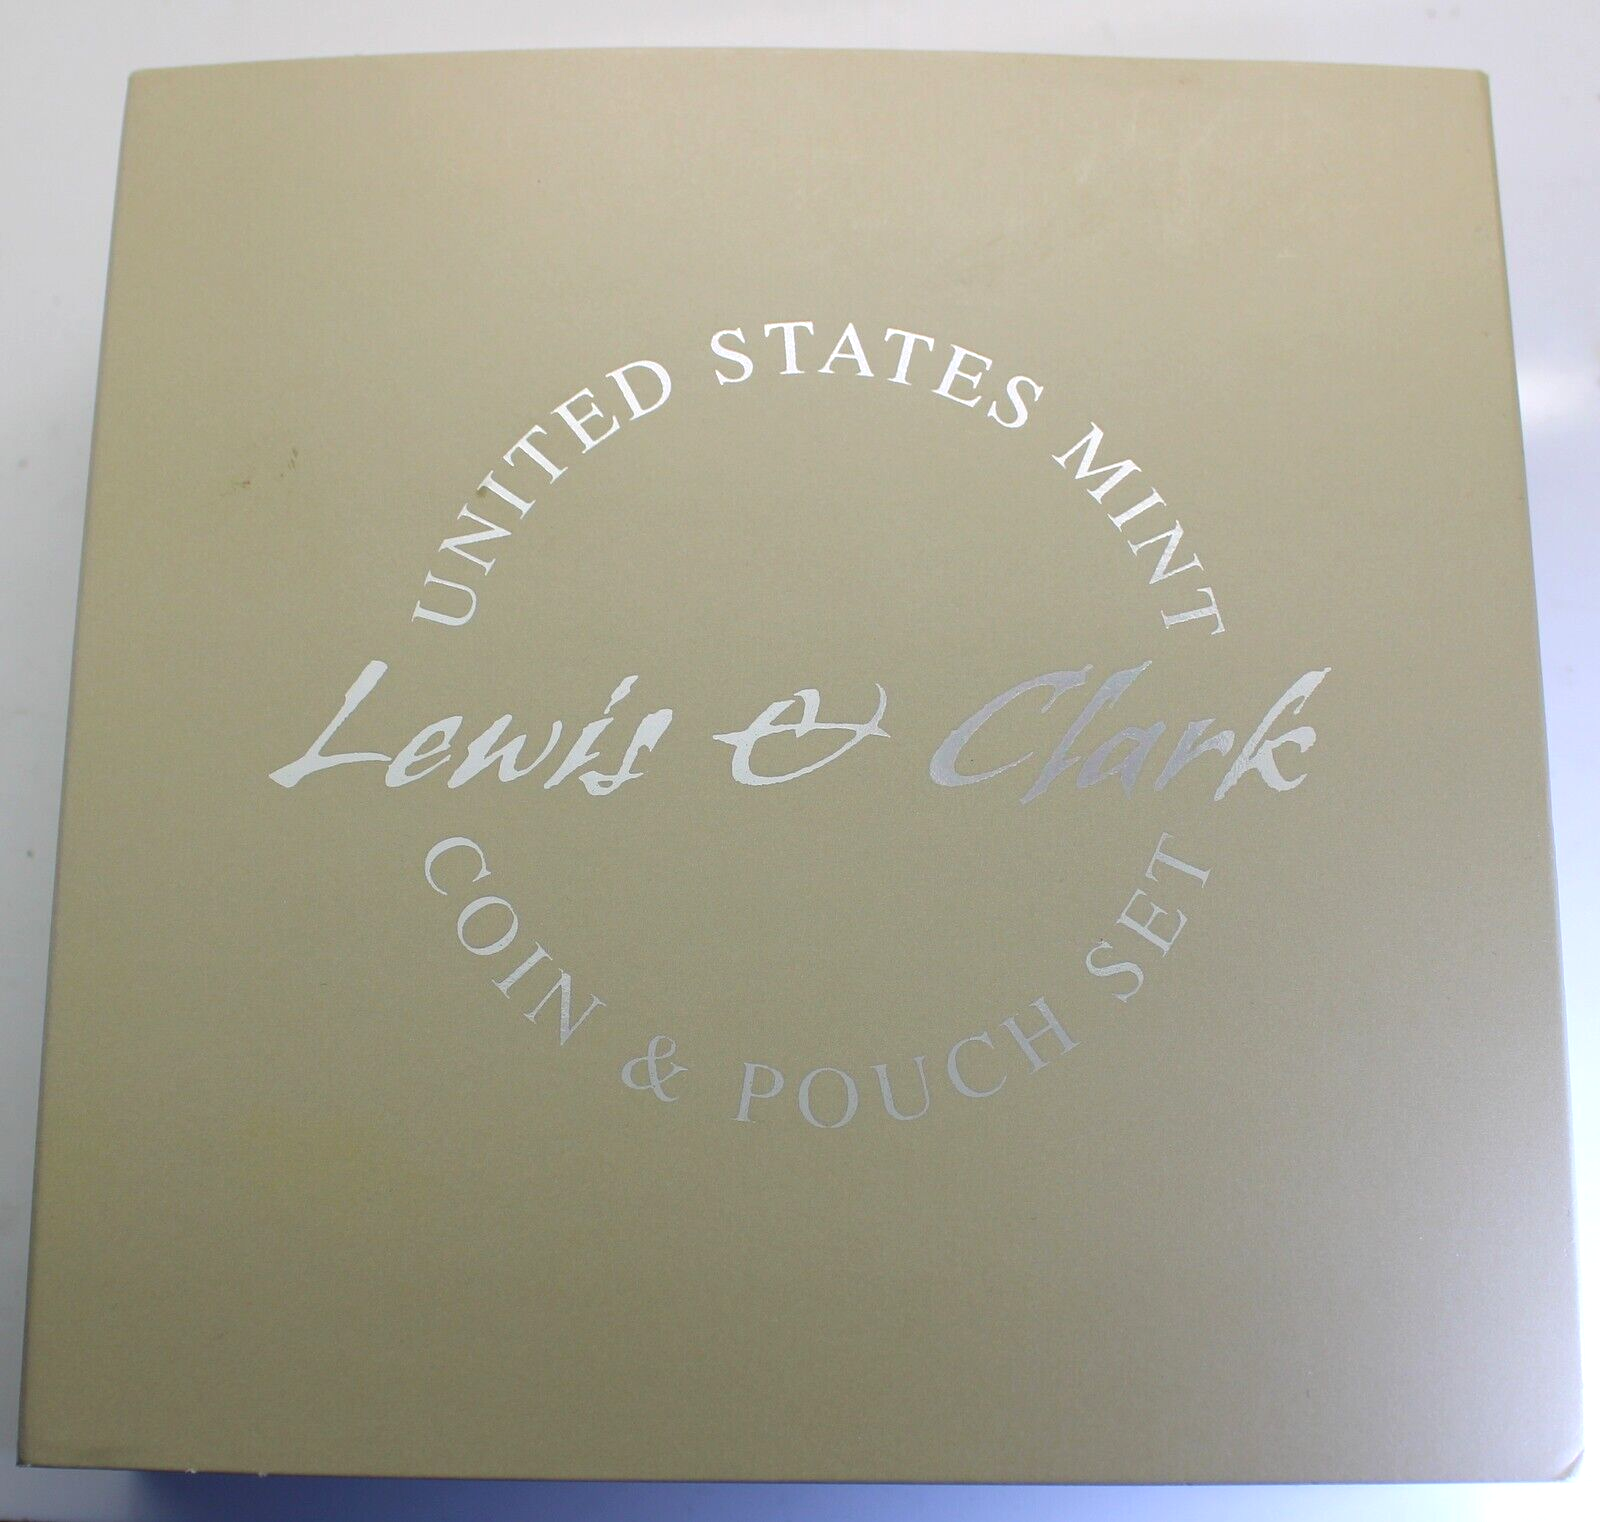 UNITED STATES MINT
Lewis & Clark
COIN & POUCH SET